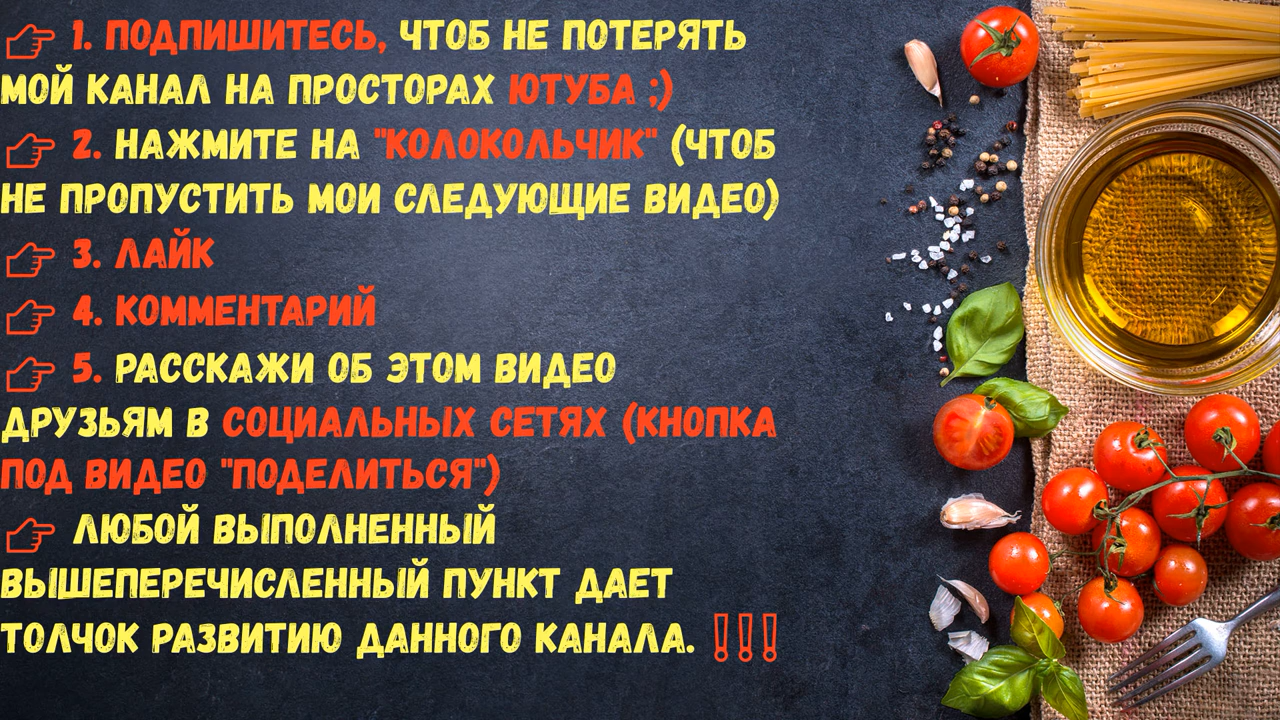 👉 1. ПОДПИШИТЕСЬ, ЧТОБ НЕ ПОТЕРЯТЬ
МОЙ КАНАЛ НА ПРОСТОРАХ ЮТУБА ;)
👉 2. НАЖМИТЕ НА "КОЛОКОЛЬЧИК" (ЧТОБ
НЕ ПРОПУСТИТЬ МОИ СЛЕДУЮЩИЕ ВИДЕО)
👉 3. ЛАЙК
👉 4. КОММЕНТАРИЙ
👉 5. РАССКАЖИ ОБ ЭТОМ ВИДЕО
ДРУЗЬЯМ В СОЦИАЛЬНЫХ СЕТЯХ (КНОПКА
ПОД ВИДЕО "ПОДЕЛИТЬСЯ")
👉 ЛЮБОЙ ВЫПОЛНЕННЫЙ
ВЫШЕПЕРЕЧИСЛЕННЫЙ ПУНКТ ДАЕТ
ТОЛЧОК РАЗВИТИЮ ДАННОГО КАНАЛА. !!!